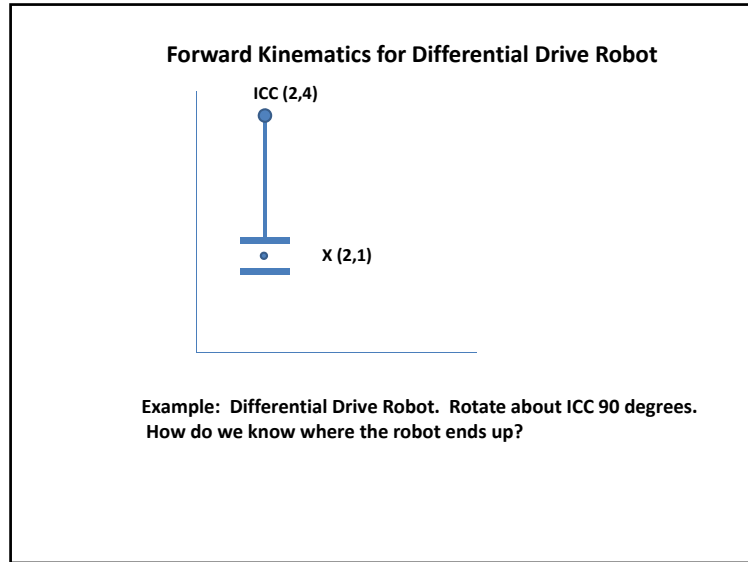 Forward Kinematics for Differential Drive Robot
ICC (2,4)
X (2,1)
Example: Differential Drive Robot. Rotate about ICC 90 degrees.
How do we know where the robot ends up?